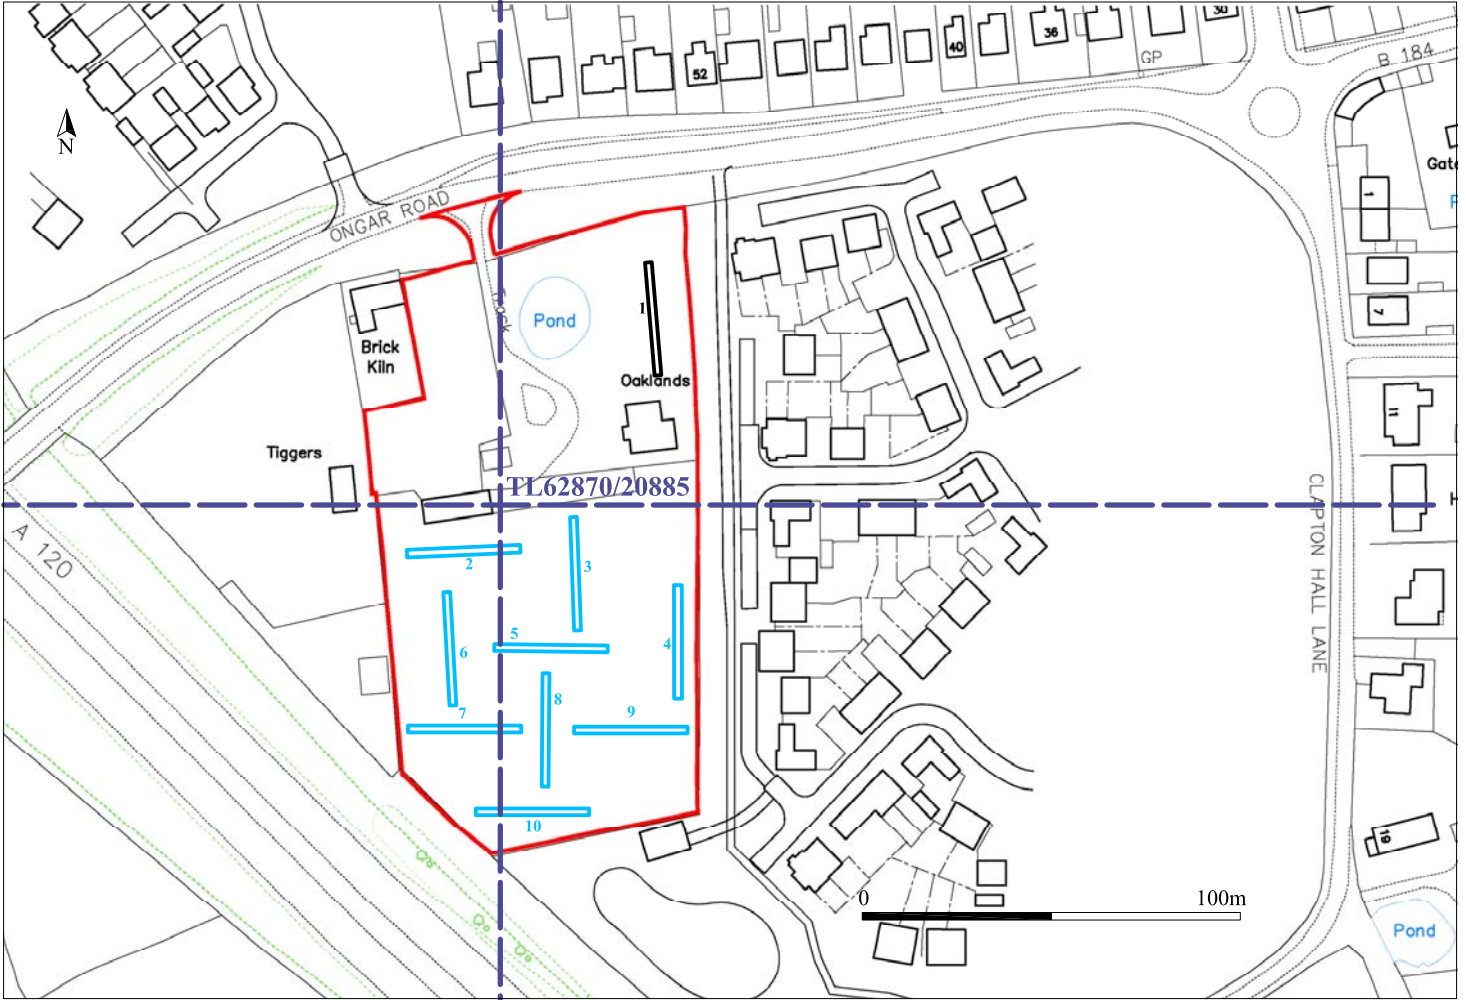 30
36
40
52
GP
B 184
N
ONGAR ROAD
Gate
1
Track
Pond
1
7
Brick
Kiln
Oaklands
11
Tiggers
TL62870/20885
CLAPTON HALL LANE
A 120
2
3
5
4
6
8
7
9
10
19
0
100m
Pond